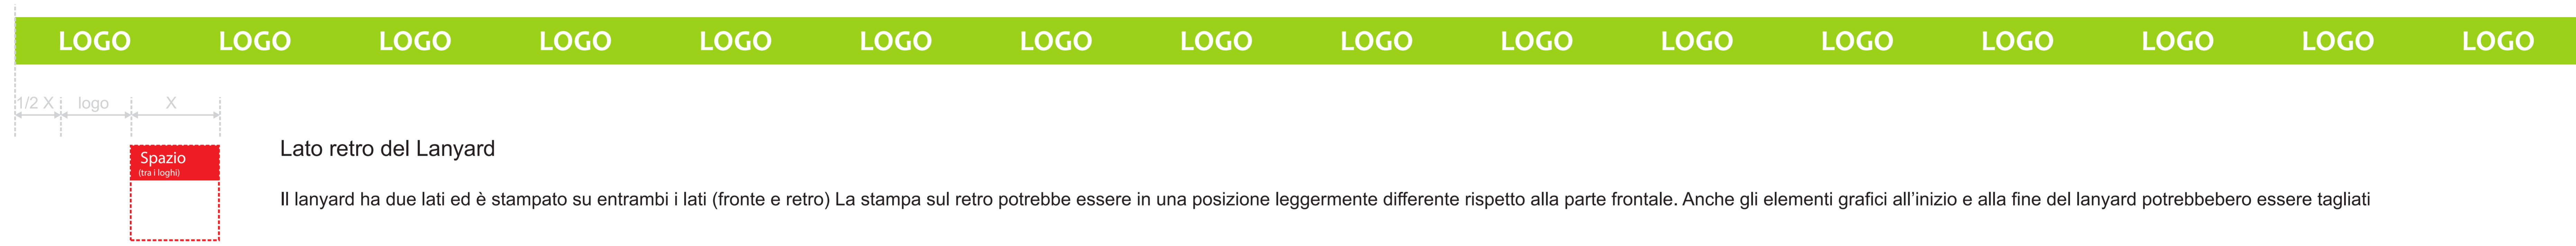 LOGO LOGO LOGO LOGO LOGO LOGO LOGO LOGO LOGO LOGO LOGO LOGO LOGO LOGO LOGO LOGO
1/2 X logo X
Spazio
(tra i loghi)
Lato retro del Lanyard
Il lanyard ha due lati ed è stampato su entrambi i lati (fronte e retro) La stampa sul retro potrebbe essere in una posizione leggermente differente rispetto alla parte frontale. Anche gli elementi grafici all’inizio e alla fine del lanyard potrebbebero essere tagliati